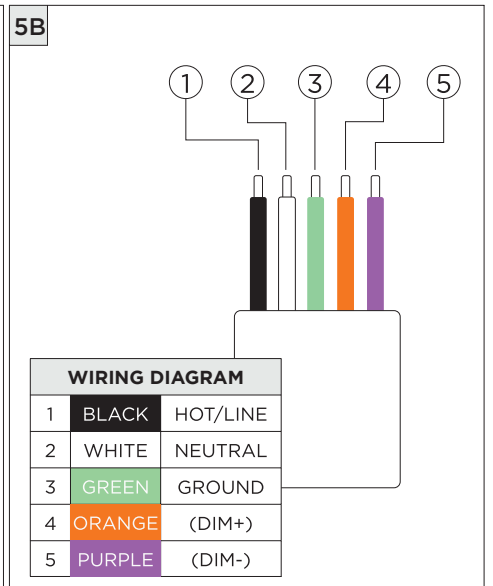 5B
1 2 3 4 5
WIRING DIAGRAM
1 BLACK HOT/LINE
2 WHITE NEUTRAL
3 GREEN GROUND
4 ORANGE (DIM+)
5 PURPLE (DIM-)